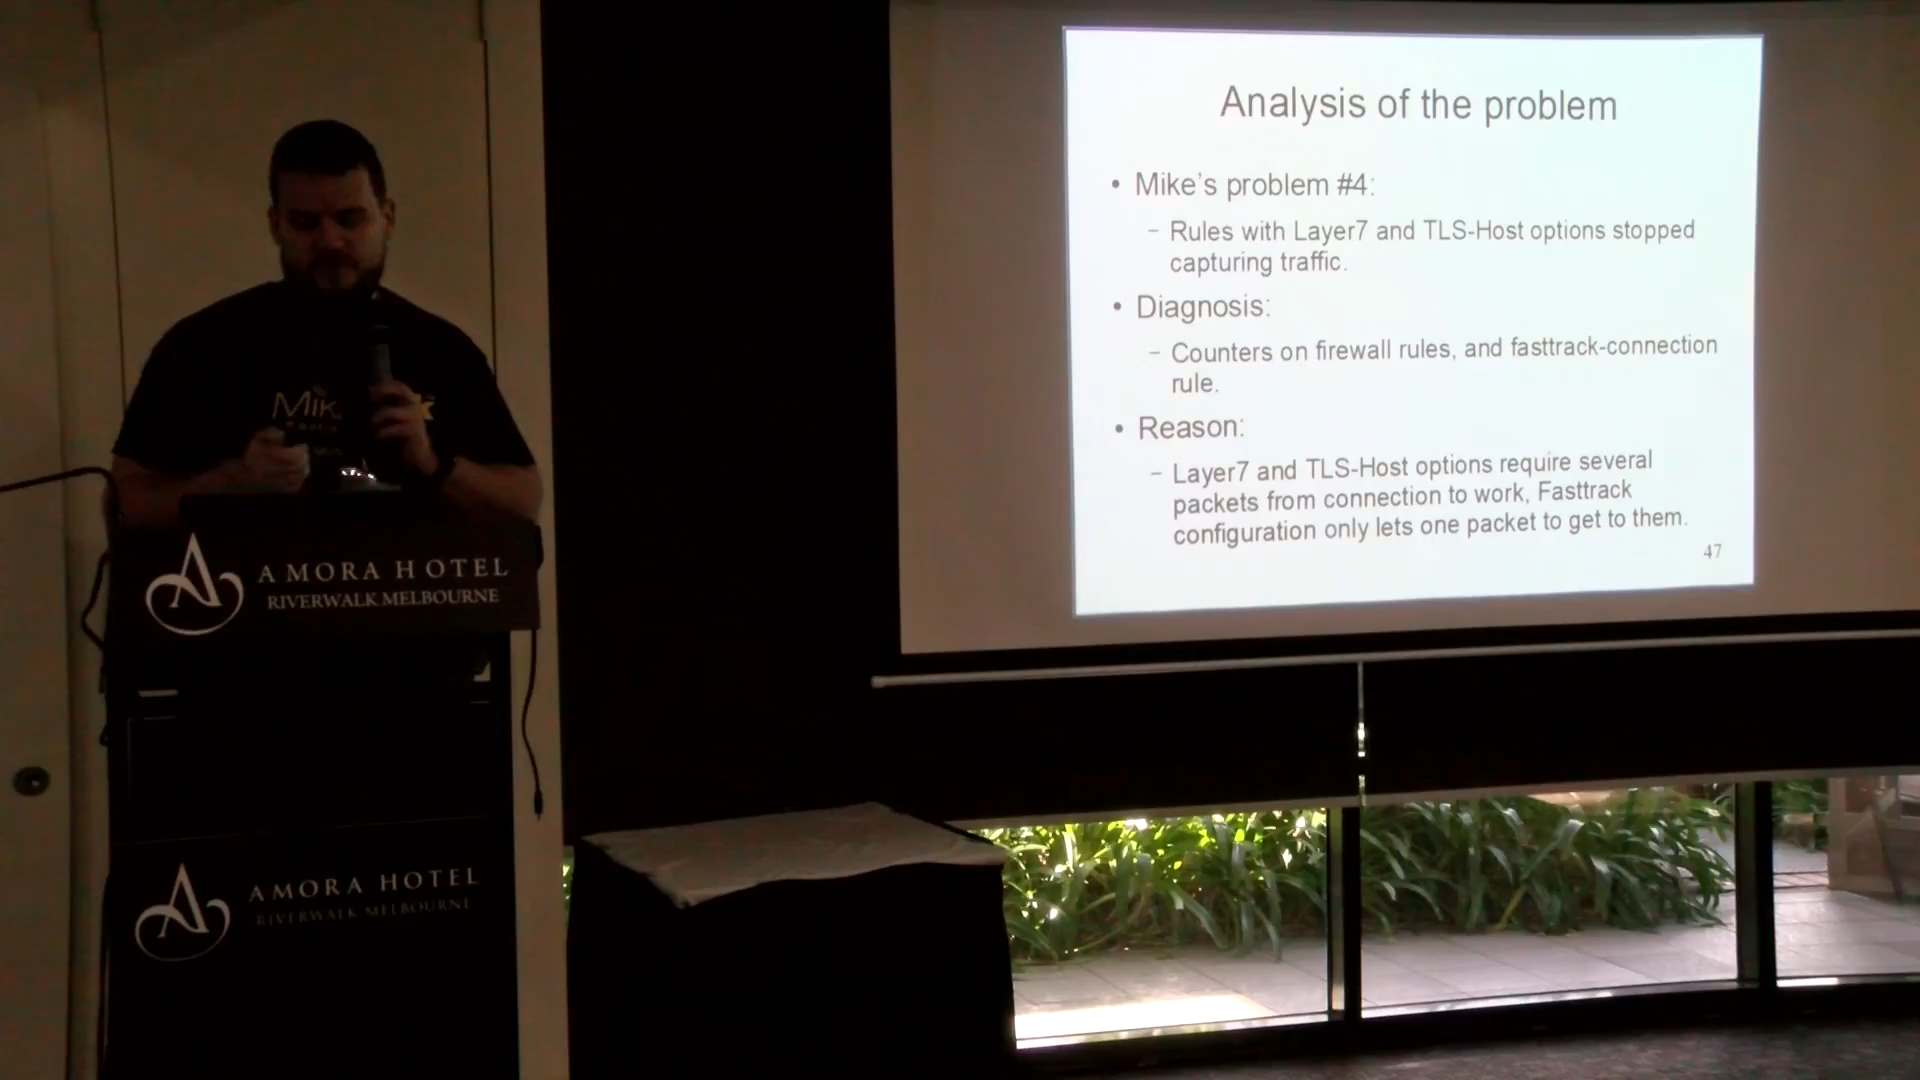 Analysis of the problem
• Mike's problem #4:
– Rules with Layer7 and TLS-Host options stopped
capturing traffic.
• Diagnosis:
– Counters on firewall rules, and fasttrack-connection
rule.
• Reason:
– Layer7 and TLS-Host options require several
packets from connection to work, Fasttrack
configuration only lets one packet to get to them.
47
Mik
AMORA HOTEL
RIVERWALK MELBOURNE
AMORA HOTEL
RIVERWALK MELBOURNE